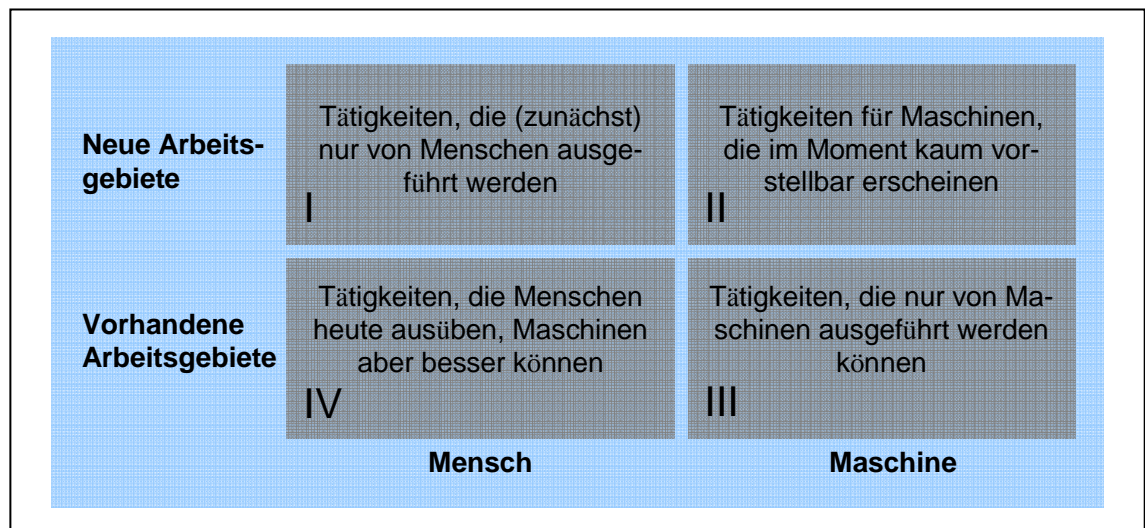 Neue Arbeits-
gebiete
Tätigkeiten, die (zunächst)
nur von Menschen ausge-
führt werden
I
Tätigkeiten für Maschinen,
die im Moment kaum vor-
stellbar erscheinen
II
Vorhandene
Arbeitsgebiete
Tätigkeiten, die Menschen
heute ausüben, Maschinen
aber besser können
IV
Tätigkeiten, die nur von Ma-
schinen ausgeführt werden
können
III
Mensch
Maschine